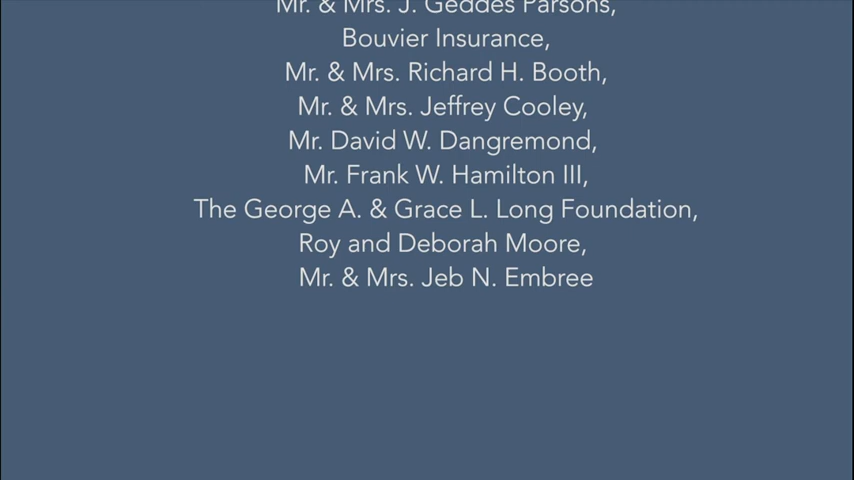 Mr. & Mrs. J. Geddes Parsons,
Bouvier Insurance,
Mr. & Mrs. Richard H. Booth,
Mr. & Mrs. Jeffrey Cooley,
Mr. David W. Dangremond,
Mr. Frank W. Hamilton III,
The George A. & Grace L. Long Foundation,
Roy and Deborah Moore,
Mr. & Mrs. Jeb N. Embree